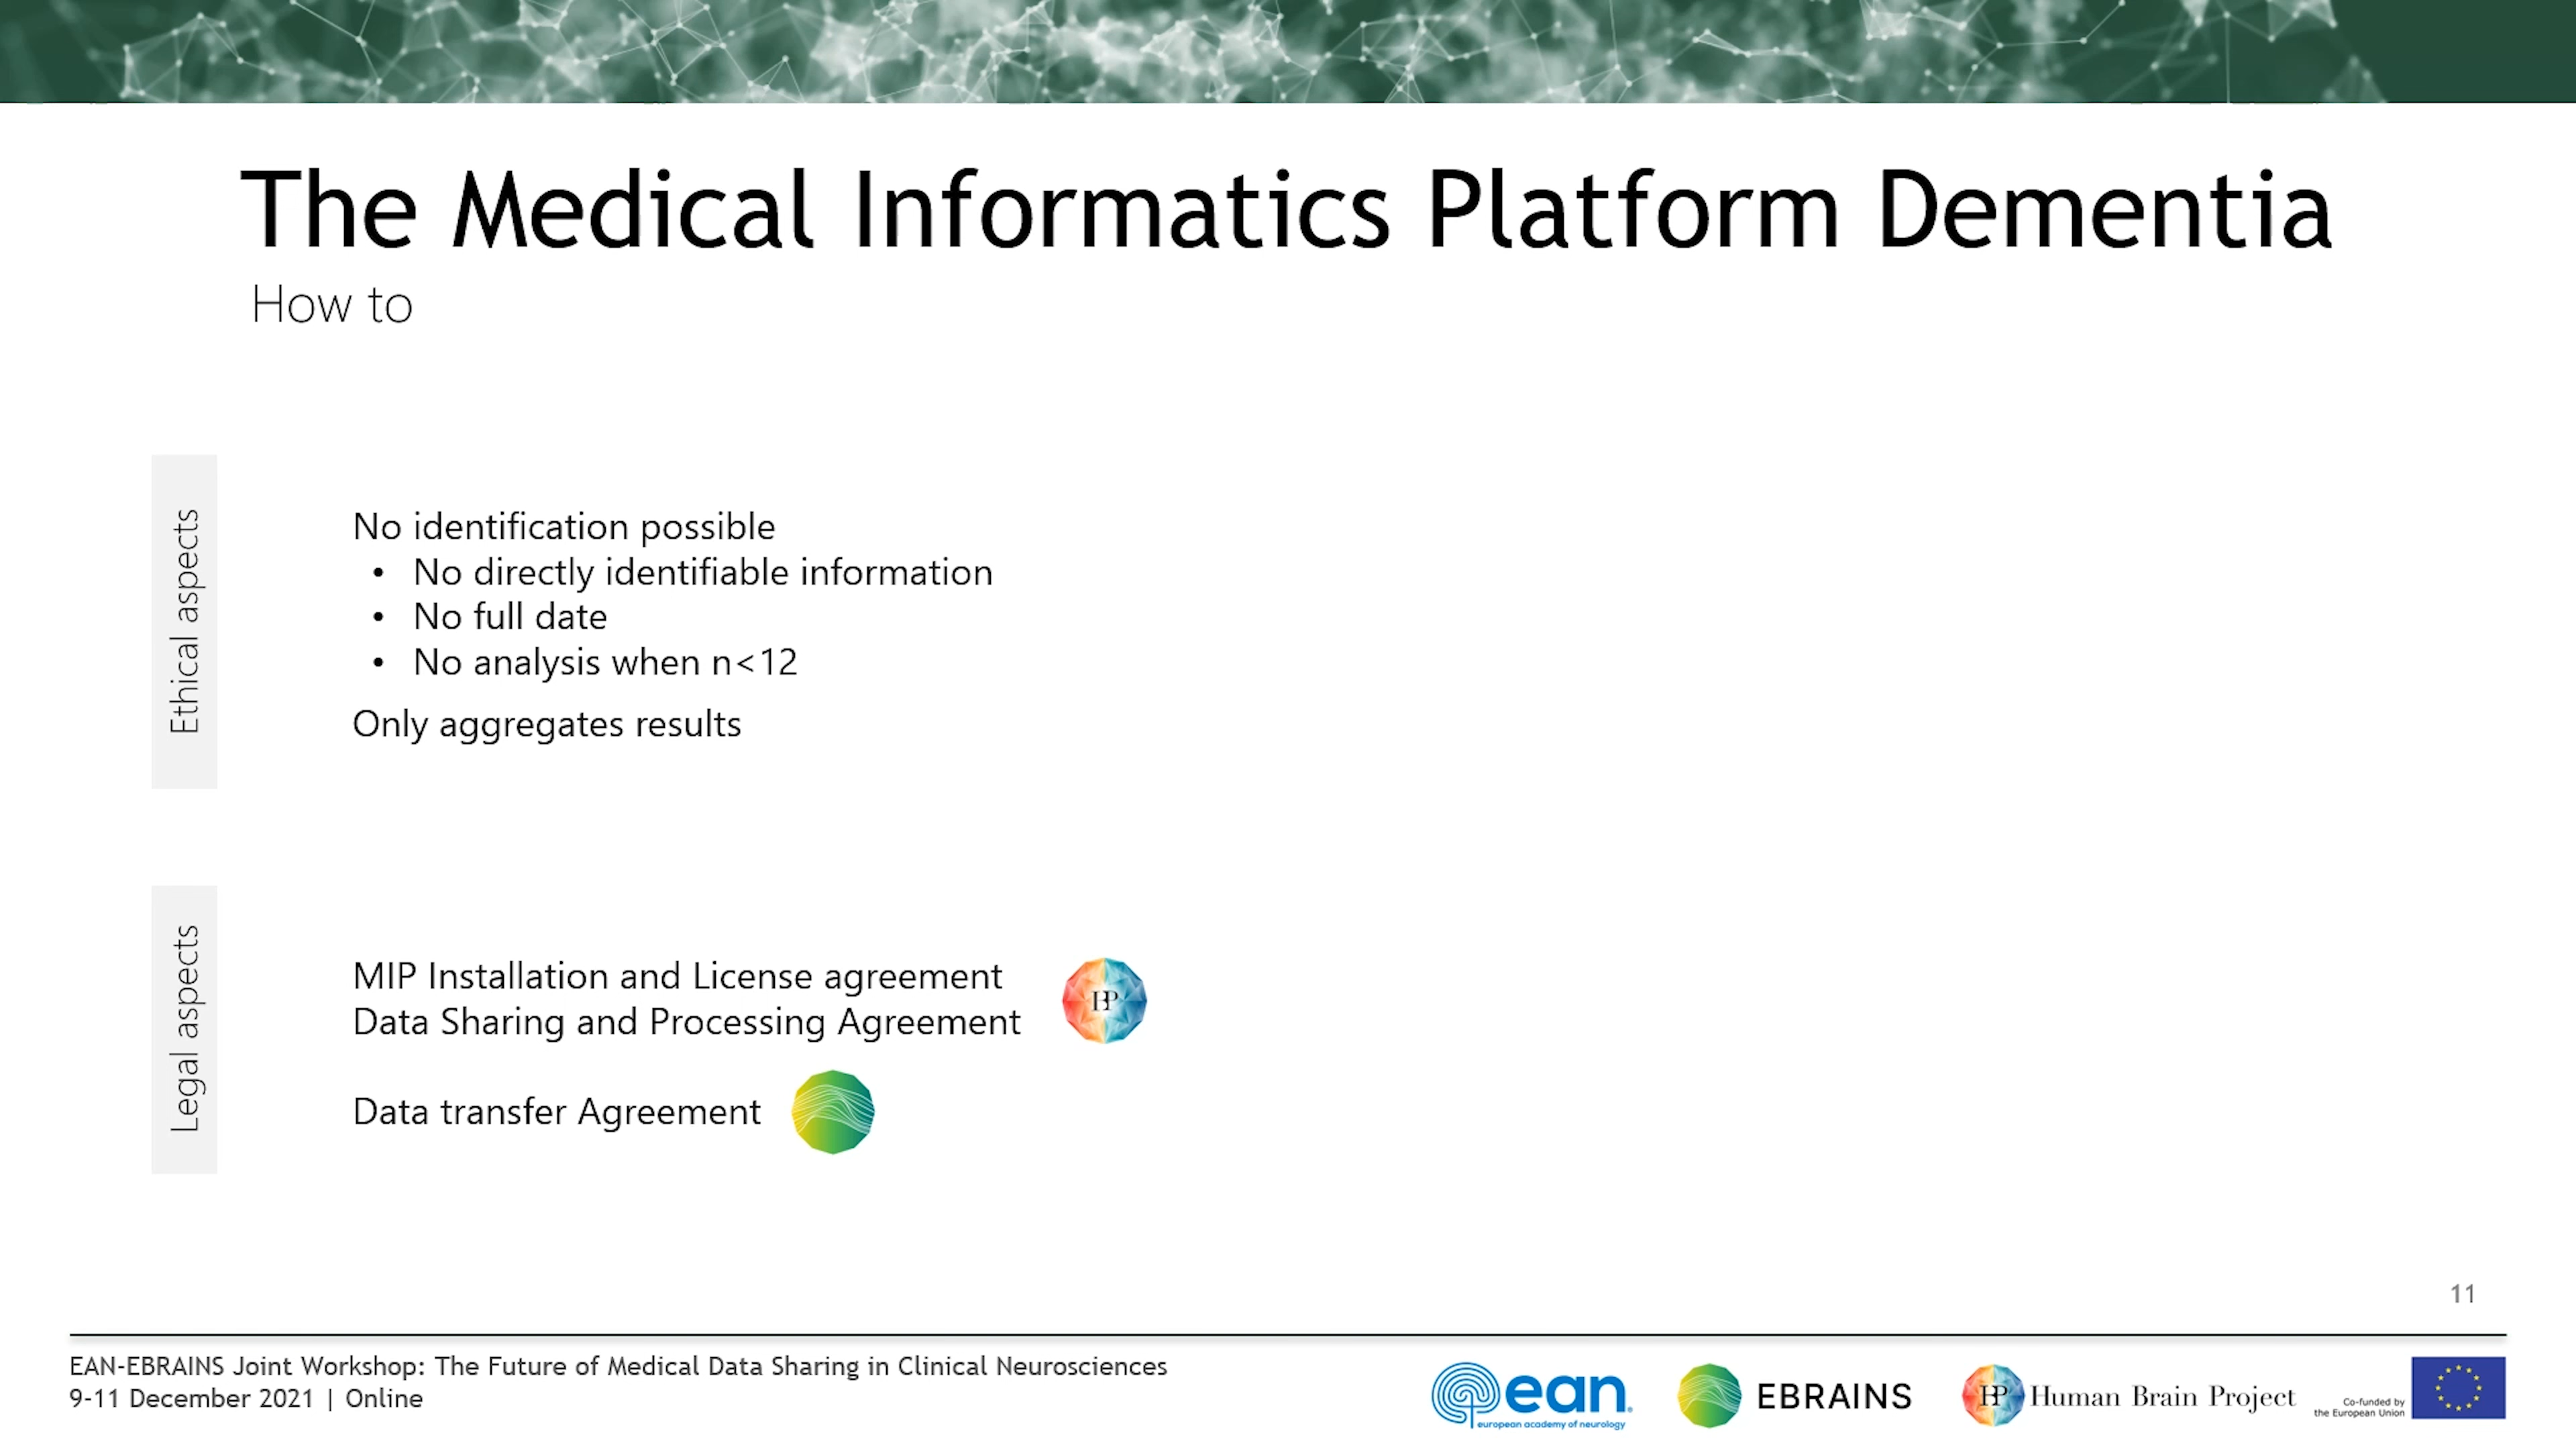 The Medical Informatics Platform Dementia
How to
Ethical aspects
No identification possible
• No directly identifiable information
• No full date
• No analysis when n<12
Only aggregates results
Legal aspects
MIP Installation and License agreement
Data Sharing and Processing Agreement
Data transfer Agreement
11
EAN-EBRAINS Joint Workshop: The Future of Medical Data Sharing in Clinical Neurosciences
9-11 December 2021 | Online
ean
european academy of neurology
EBRAINS
HP Human Brain Project
Co-funded by
the European Union